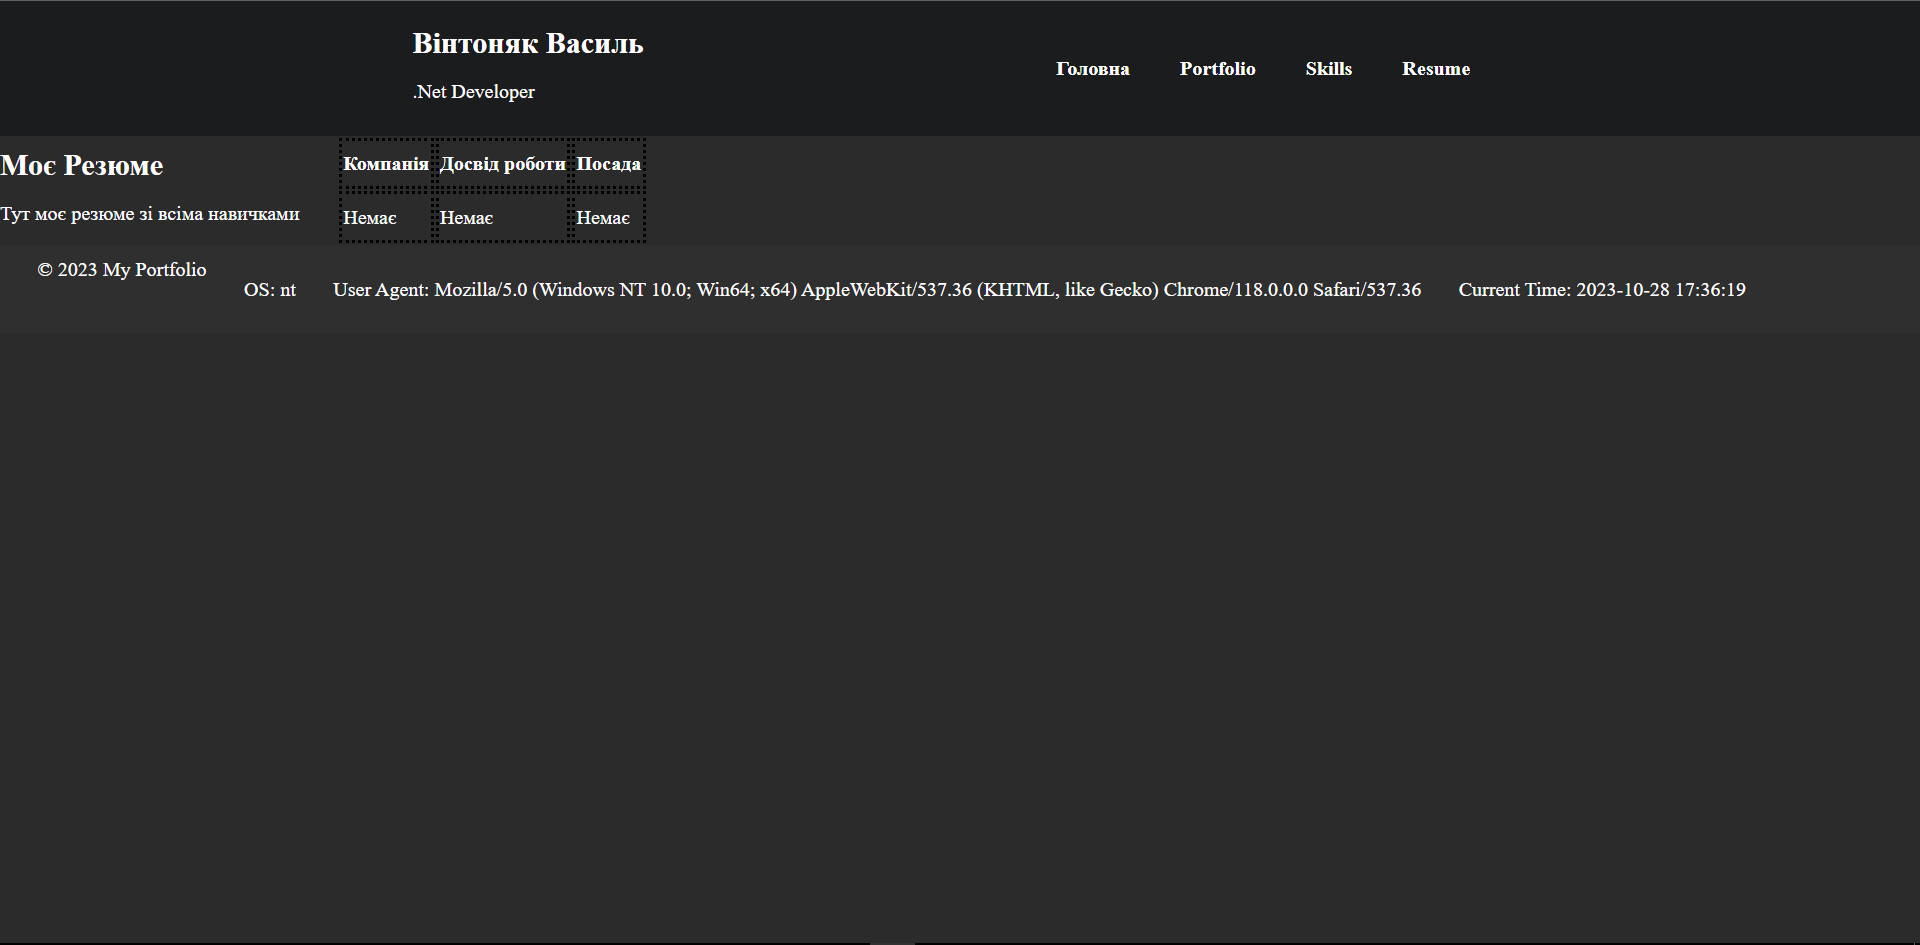 Вінтоняк Василь
.Net Developer
Головна Portfolio Skills Resume
Моє Резюме
Тут моє резюме зі всіма навичками
Компанія Досвід роботи Посада
Немає Немає Немає
© 2023 My Portfolio
OS: nt User Agent: Mozilla/5.0 (Windows NT 10.0; Win64; x64) AppleWebKit/537.36 (KHTML, like Gecko) Chrome/118.0.0.0 Safari/537.36 Current Time: 2023-10-28 17:36:19